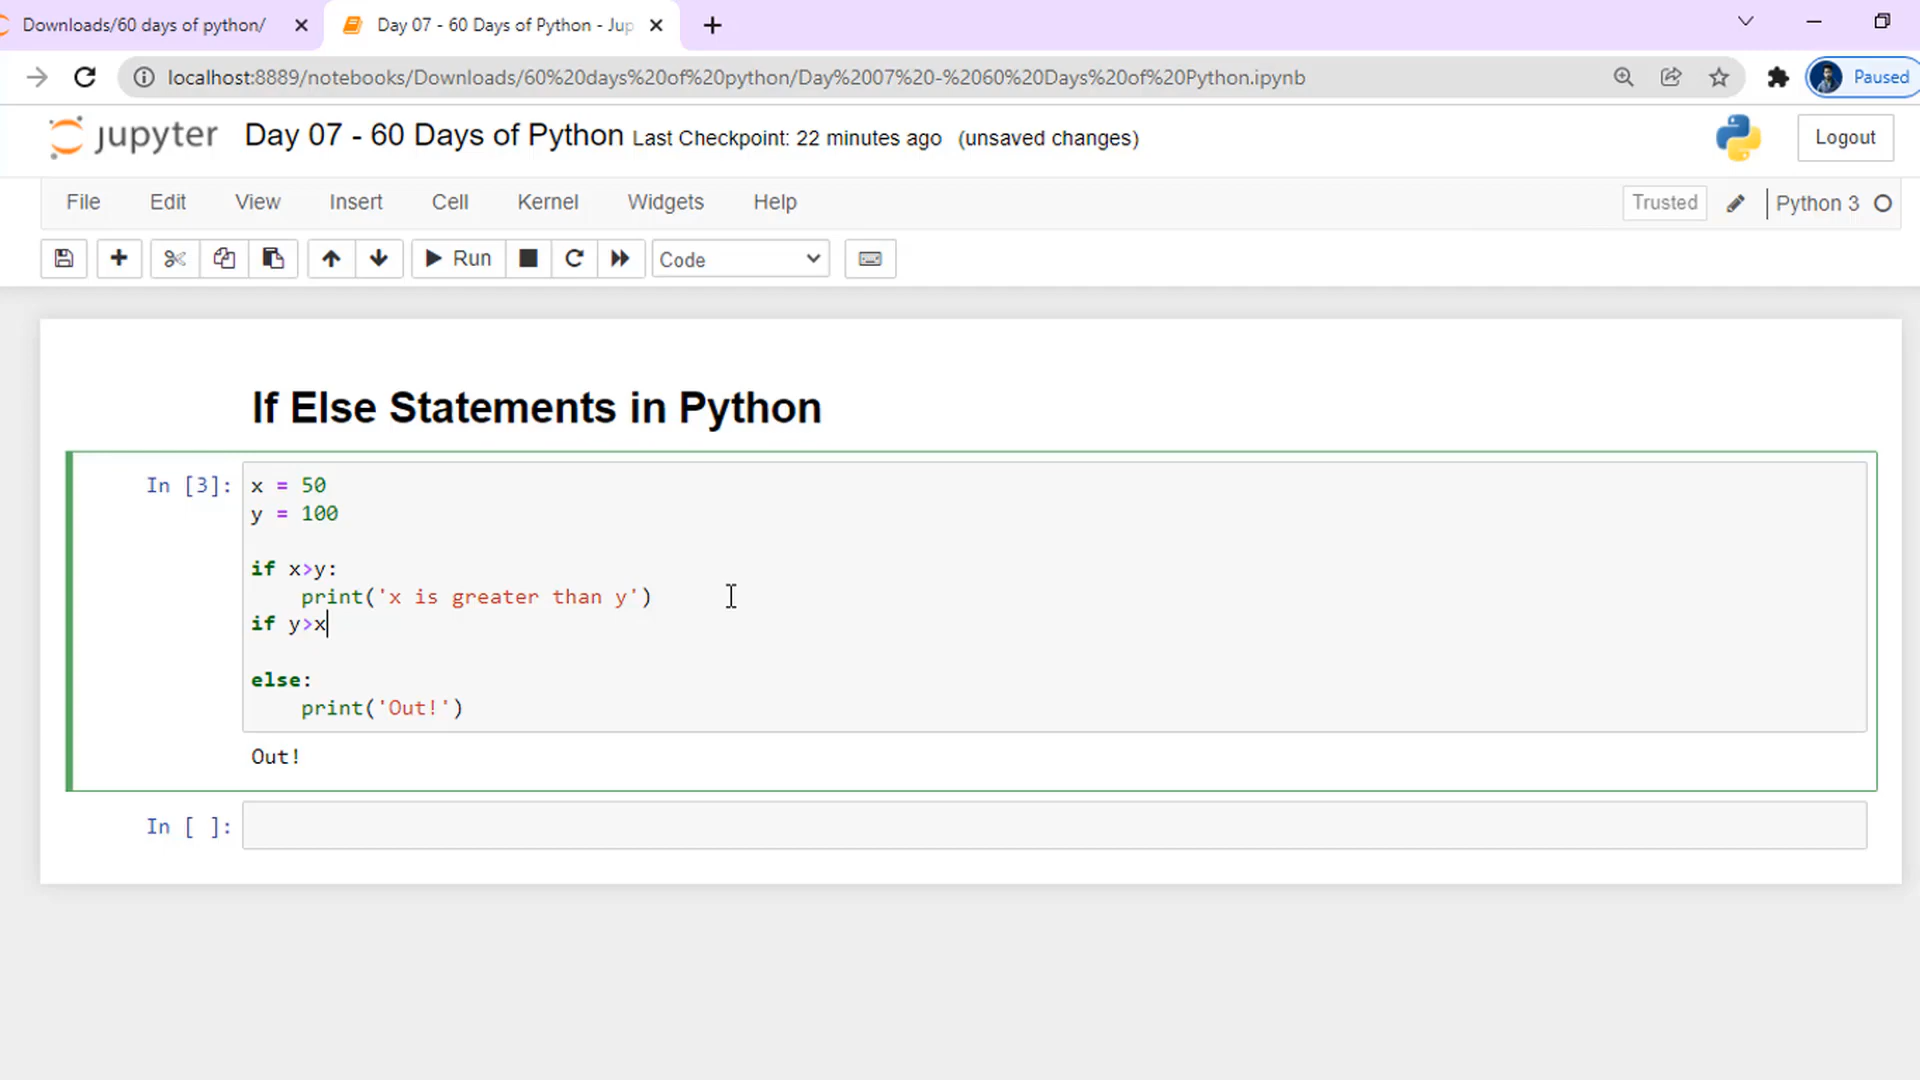 Downloads/60 days of python/
Day 07 - 60 Days of Python - Jup
localhost:8889/notebooks/Downloads/60%20days%20of%20python/Day%2007%20-%2060%20Days%20of%20Python.ipynb
Paused
jupyter Day 07 - 60 Days of Python Last Checkpoint: 22 minutes ago (unsaved changes)
Logout
File Edit View Insert Cell Kernel Widgets Help
Trusted
Python 3
Run
Code
If Else Statements in Python
In [3]: x = 50
y = 100
if x>y:
    print('x is greater than y')
if y>x
else:
    print('Out!')
Out!
In [ ]: